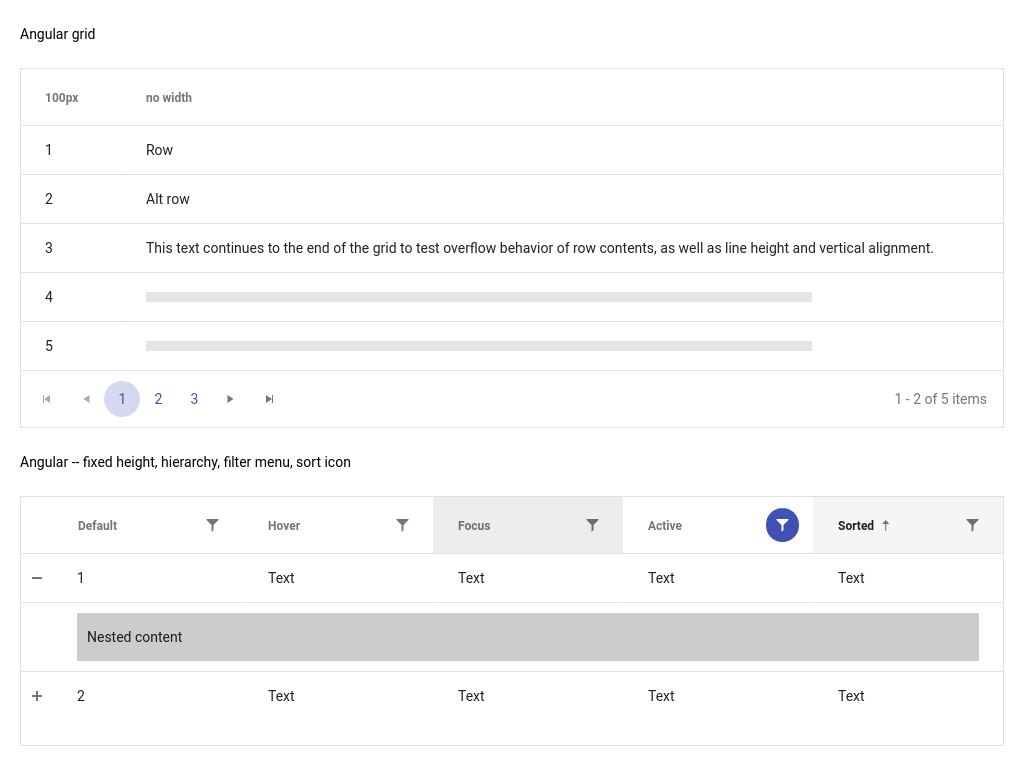 Angular grid
100px no width
1 Row
2 Alt row
3 This text continues to the end of the grid to test overflow behavior of row contents, as well as line height and vertical alignment.
4
5
1 2 3 1 - 2 of 5 items
Angular -- fixed height, hierarchy, filter menu, sort icon
Default Hover Focus Active Sorted
1 Text Text Text Text
Nested content
2 Text Text Text Text